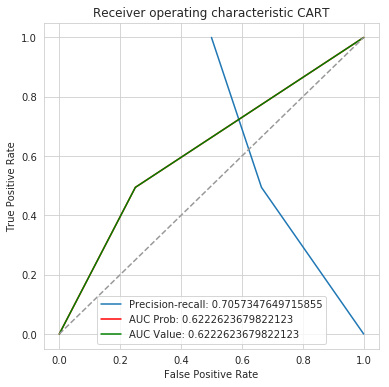 Receiver operating characteristic CART
True Positive Rate
1.0
0.8
0.6
0.4
0.2
0.0
Precision-recall: 0.7057347649715855
AUC Prob: 0.6222623679822123
AUC Value: 0.6222623679822123
0.0 0.2 0.4 0.6 0.8 1.0
False Positive Rate